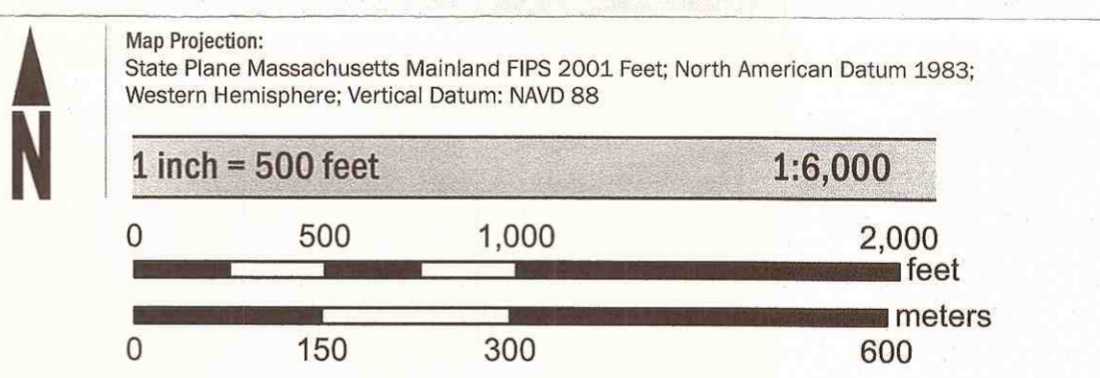 N
Map Projection:
State Plane Massachusetts Mainland FIPS 2001 Feet; North American Datum 1983;
Western Hemisphere; Vertical Datum: NAVD 88
1 inch = 500 feet 1:6,000
0 500 1,000 2,000
feet
meters
0 150 300 600